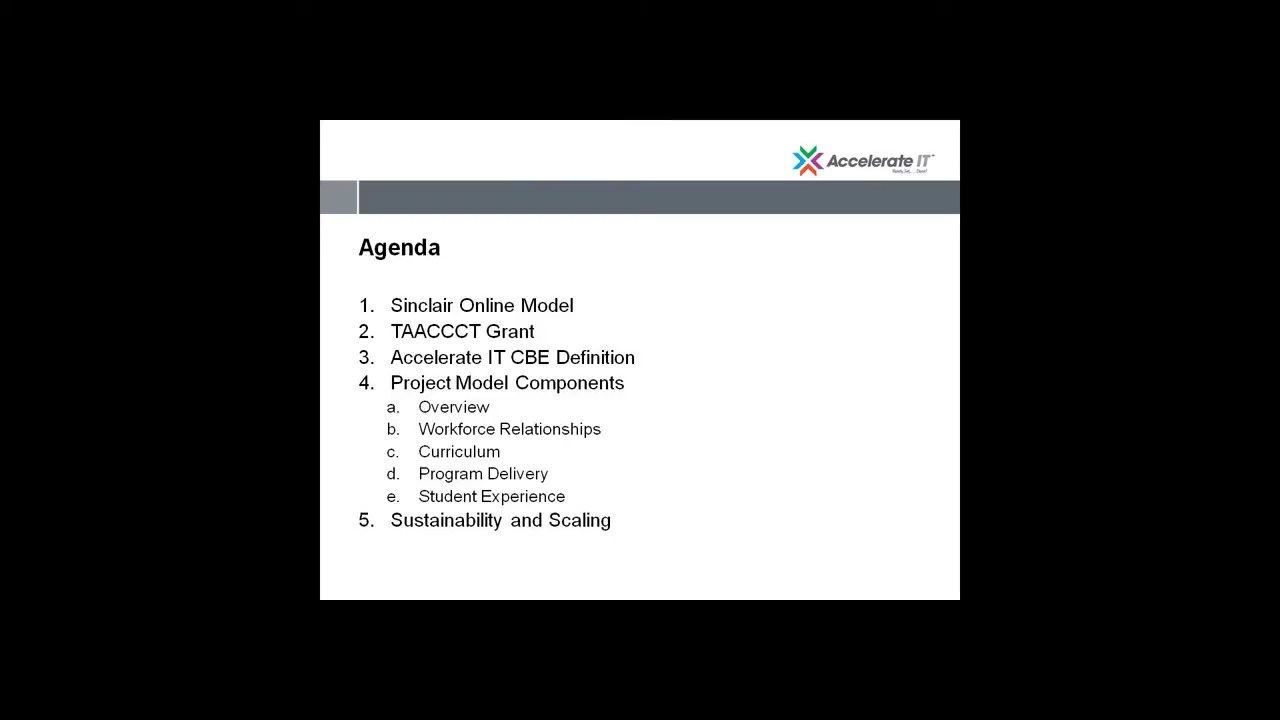 Accelerate IT™
Agenda
1. Sinclair Online Model
2. TAACCCT Grant
3. Accelerate IT CBE Definition
4. Project Model Components
a. Overview
b. Workforce Relationships
c. Curriculum
d. Program Delivery
e. Student Experience
5. Sustainability and Scaling